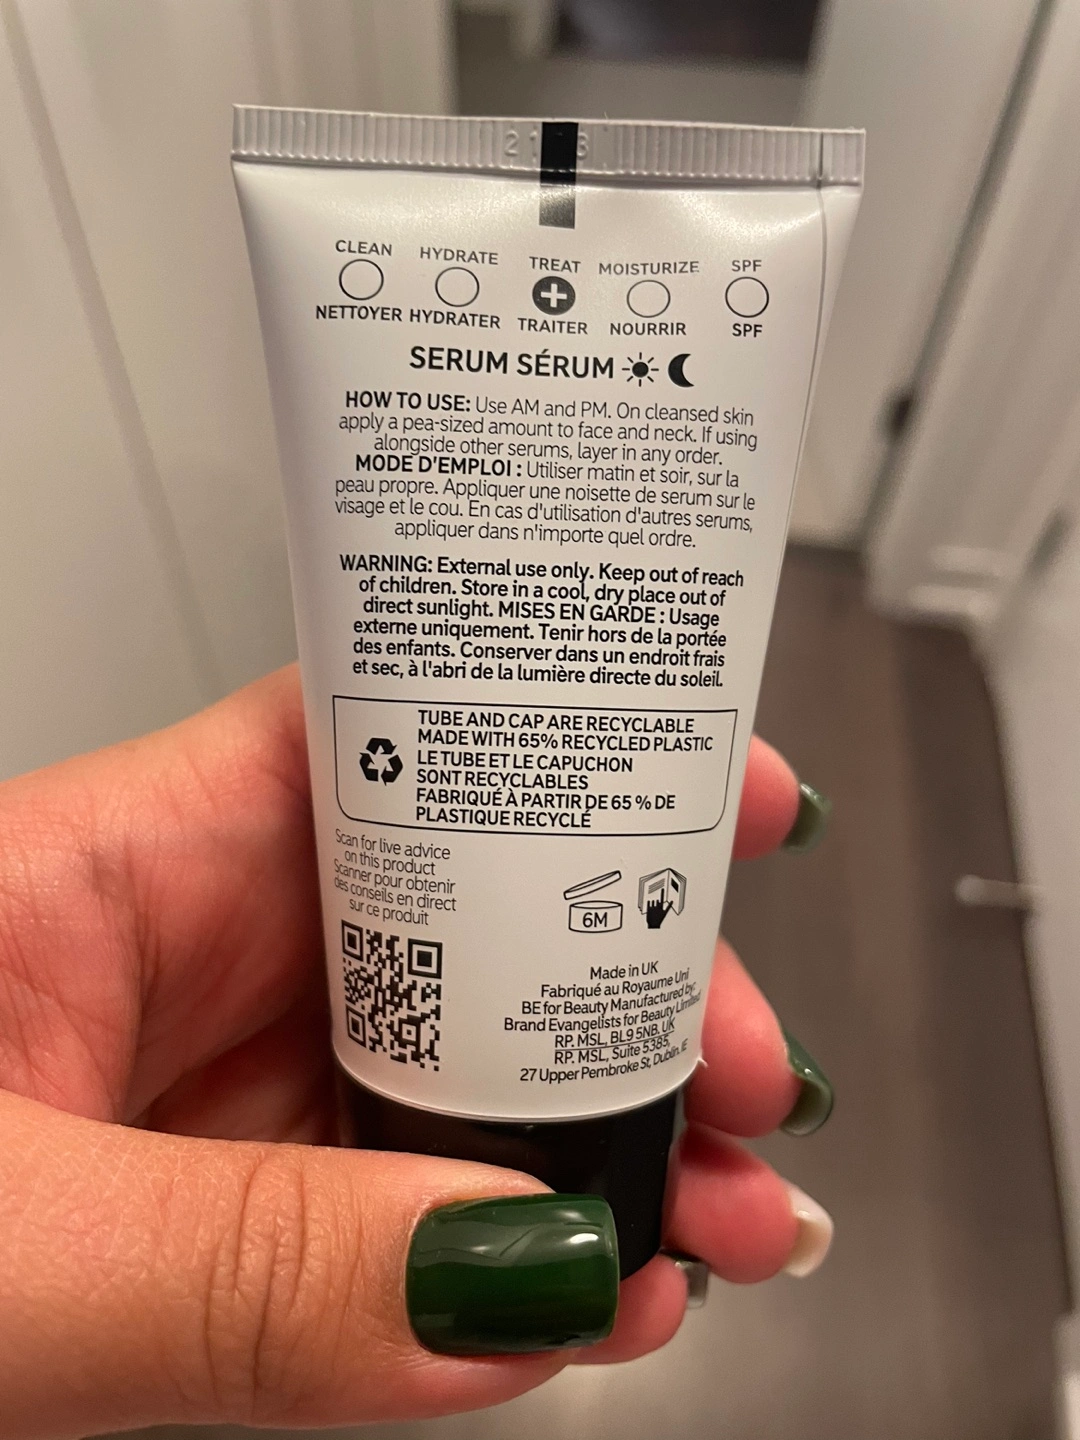 CLEAN HYDRATE TREAT MOISTURIZE SPF
NETTOYER HYDRATER TRAITER NOURRIR SPF
SERUM SÉRUM
HOW TO USE: Use AM and PM. On cleansed skin
apply a pea-sized amount to face and neck. If using
alongside other serums, layer in any order.
MODE D'EMPLOI : Utiliser matin et soir, sur la
peau propre. Appliquer une noisette de serum sur le
visage et le cou. En cas d'utilisation d'autres serums,
appliquer dans n'importe quel ordre.
WARNING: External use only. Keep out of reach
of children. Store in a cool, dry place out of
direct sunlight. MISES EN GARDE : Usage
externe uniquement. Tenir hors de la portée
des enfants. Conserver dans un endroit frais
et sec, à l'abri de la lumière directe du soleil.
TUBE AND CAP ARE RECYCLABLE
MADE WITH 65% RECYCLED PLASTIC
LE TUBE ET LE CAPUCHON
SONT RECYCLABLES
FABRIQUÉ À PARTIR DE 65 % DE
PLASTIQUE RECYCLÉ
Scan for live advice
on this product
Scanner pour obtenir
des conseils en direct
sur ce produit
6M
Made in UK
Fabriqué au Royaume Uni
BE for Beauty Manufactured by:
Brand Evangelists for Beauty Limited
RP. MSL, BL9 5NB. UK
RP. MSL, Suite 5385,
27 Upper Pembroke St, Dublin. IE